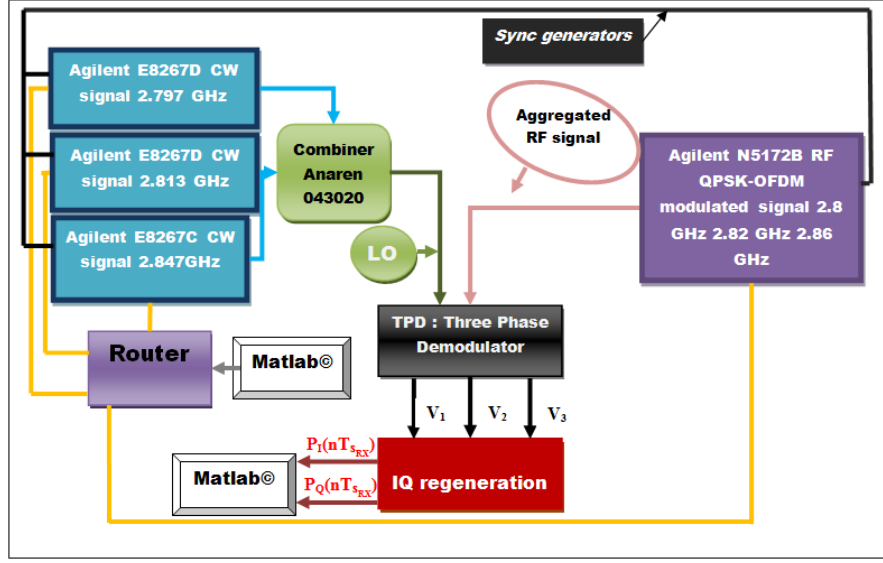 Sync generators
Agilent E8267D CW
signal 2.797 GHz
Agilent E8267D CW
signal 2.813 GHz
Agilent E8267C CW
signal 2.847GHz
Combiner
Anaren
043020
Aggregated
RF signal
Agilent N5172B RF
QPSK-OFDM
modulated signal 2.8
GHz 2.82 GHz 2.86
GHz
LO
TPD : Three Phase
Demodulator
Router
Matlab©
V1 V2 V3
PI(nTSRX)
PQ(nTSRX)
Matlab©
IQ regeneration